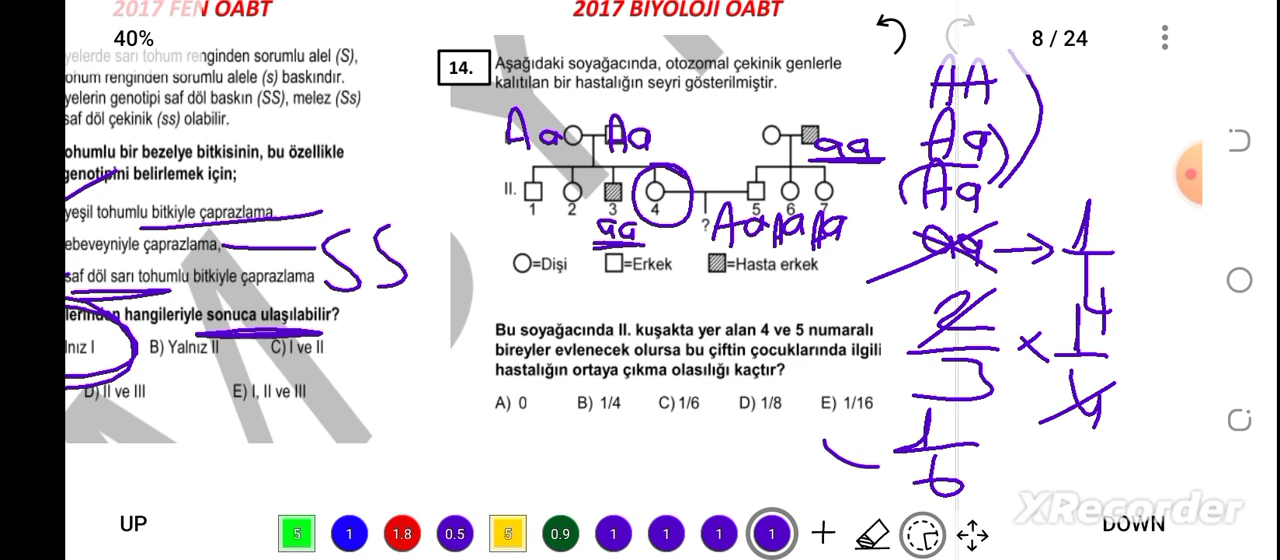 2017 FEN ÖABT
2017 BİYOLOJİ ÖABT
40%
8 / 24
yelerde sarı tohum renginden sorumlu alel (S),
ohum renginden sorumlu alele (s) baskındır.
yelerin genotipi saf döl baskın (SS), melez (Ss)
saf döl çekinik (ss) olabilir.
ohumlu bir bezelye bitkisinin, bu özellikle
genotipini belirlemek için;
yeşil tohumlu bitkiyle çaprazlama,
ebeveyniyle çaprazlama,
saf döl sarı tohumlu bitkiyle çaprazlama
SS
lerinden hangileriyle sonuca ulaşılabilir?
lnız I B) Yalnız II C) I ve II
D) II ve III E) I, II ve III
14. Aşağıdaki soyağacında, otozomal çekinik genlerle
kalıtılan bir hastalığın seyri gösterilmiştir.
Aa Aa aa
II.
1 2 3 4 5 6 7
aa ? Aa Aa Aa
=Dişi =Erkek =Hasta erkek
Bu soyağacında II. kuşakta yer alan 4 ve 5 numaralı
bireyler evlenecek olursa bu çiftin çocuklarında ilgili
hastalığın ortaya çıkma olasılığı kaçtır?
A) 0 B) 1/4 C) 1/6 D) 1/8 E) 1/16
AA
Aa
Aa
aa → 1/4
2/3 x 1/4
1/6
UP
5 1 1.8 0.5 5 0.9 1 1 1 1
DOWN
XRecorder